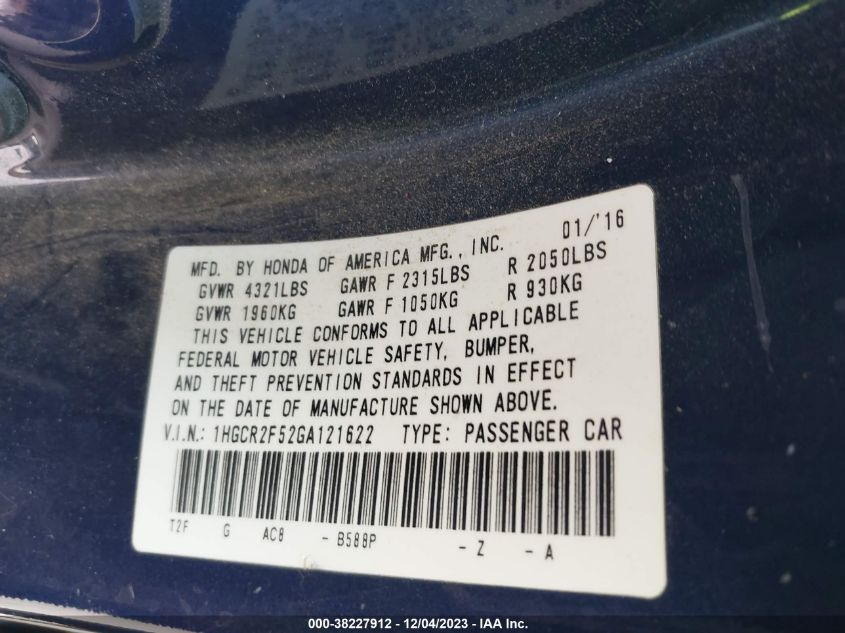 MFD. BY HONDA OF AMERICA MFG., INC. 01/'16
GVWR 4321LBS GAWR F 2315LBS R 2050LBS
GVWR 1960KG GAWR F 1050KG R 930KG
THIS VEHICLE CONFORMS TO ALL APPLICABLE
FEDERAL MOTOR VEHICLE SAFETY, BUMPER,
AND THEFT PREVENTION STANDARDS IN EFFECT
ON THE DATE OF MANUFACTURE SHOWN ABOVE.
V.I.N.: 1HGCR2F52GA121622 TYPE: PASSENGER CAR
T2F G AC8 - B588P - Z - A
000-38227912 - 12/04/2023 - IAA Inc.